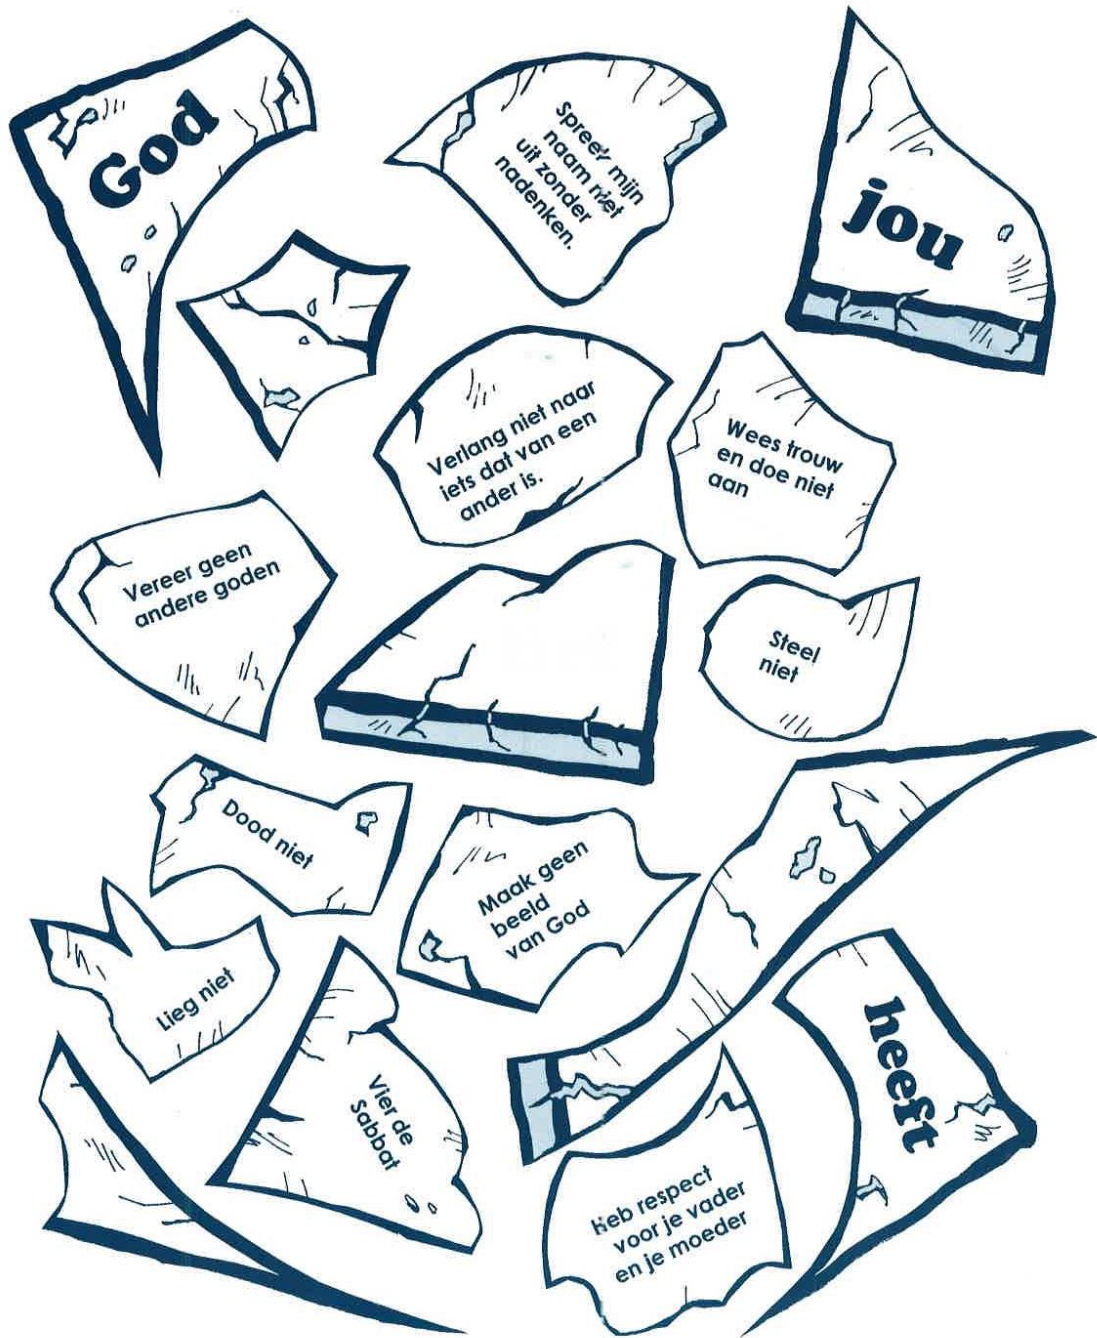 God
Spreek mijn
naam niet
uit zonder
nadenken.
jou
Verlang niet naar
iets dat van een
ander is.
Wees trouw
en doe niet
aan
Vereer geen
andere goden
Steel
niet
Dood niet
Maak geen
beeld
van God
Lieg niet
Vier de
Sabbat
heeft
Heb respect
voor je vader
en je moeder